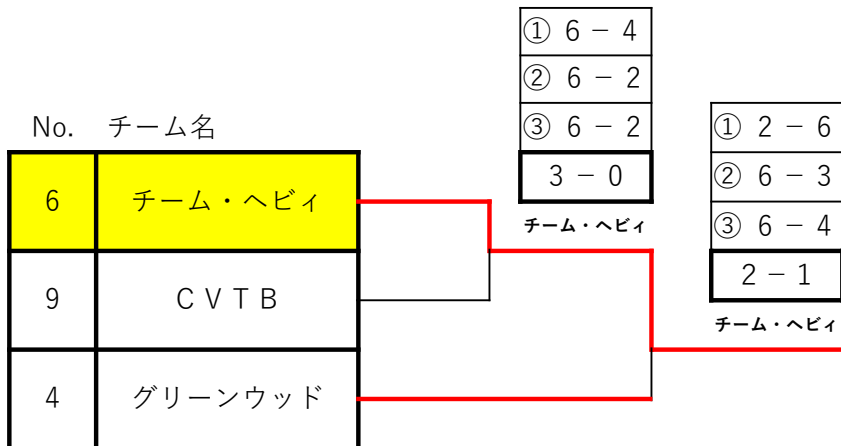 ① 6 − 4
② 6 − 2
③ 6 − 2
3 − 0
チーム・ヘビィ
① 2 − 6
② 6 − 3
③ 6 − 4
2 − 1
チーム・ヘビィ
No. チーム名
6 チーム・ヘビィ
9 ＣＶＴＢ
4 グリーンウッド